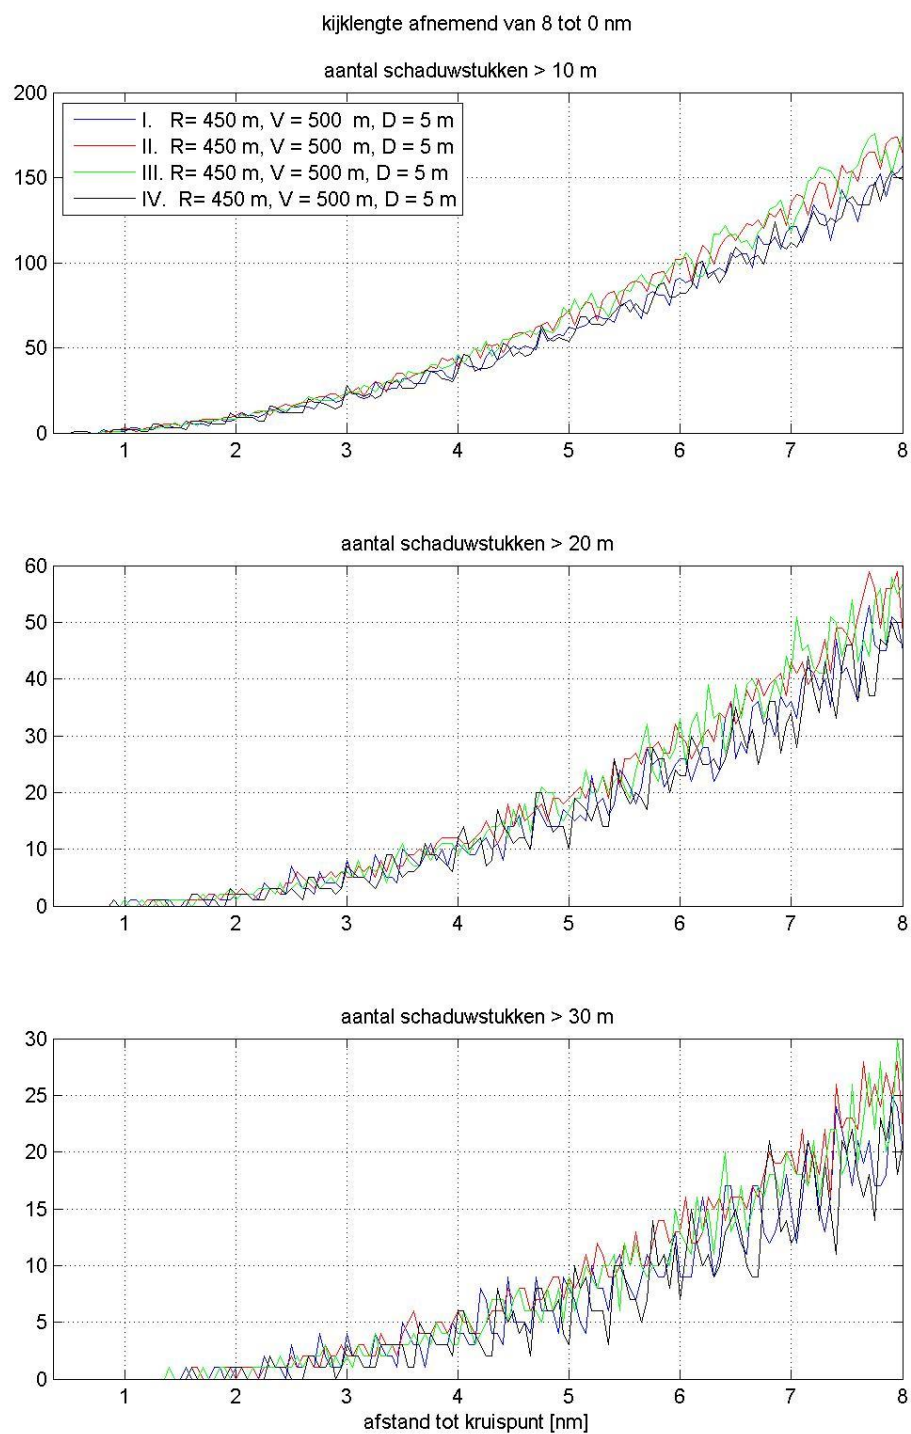 kijklengte afnemend van 8 tot 0 nm
aantal schaduwstukken > 10 m
200
150
100
50
0
I. R= 450 m, V = 500 m, D = 5 m
II. R= 450 m, V = 500 m, D = 5 m
III. R= 450 m, V = 500 m, D = 5 m
IV. R= 450 m, V = 500 m, D = 5 m
1 2 3 4 5 6 7 8
aantal schaduwstukken > 20 m
60
50
40
30
20
10
0
1 2 3 4 5 6 7 8
aantal schaduwstukken > 30 m
30
25
20
15
10
5
0
1 2 3 4 5 6 7 8
afstand tot kruispunt [nm]